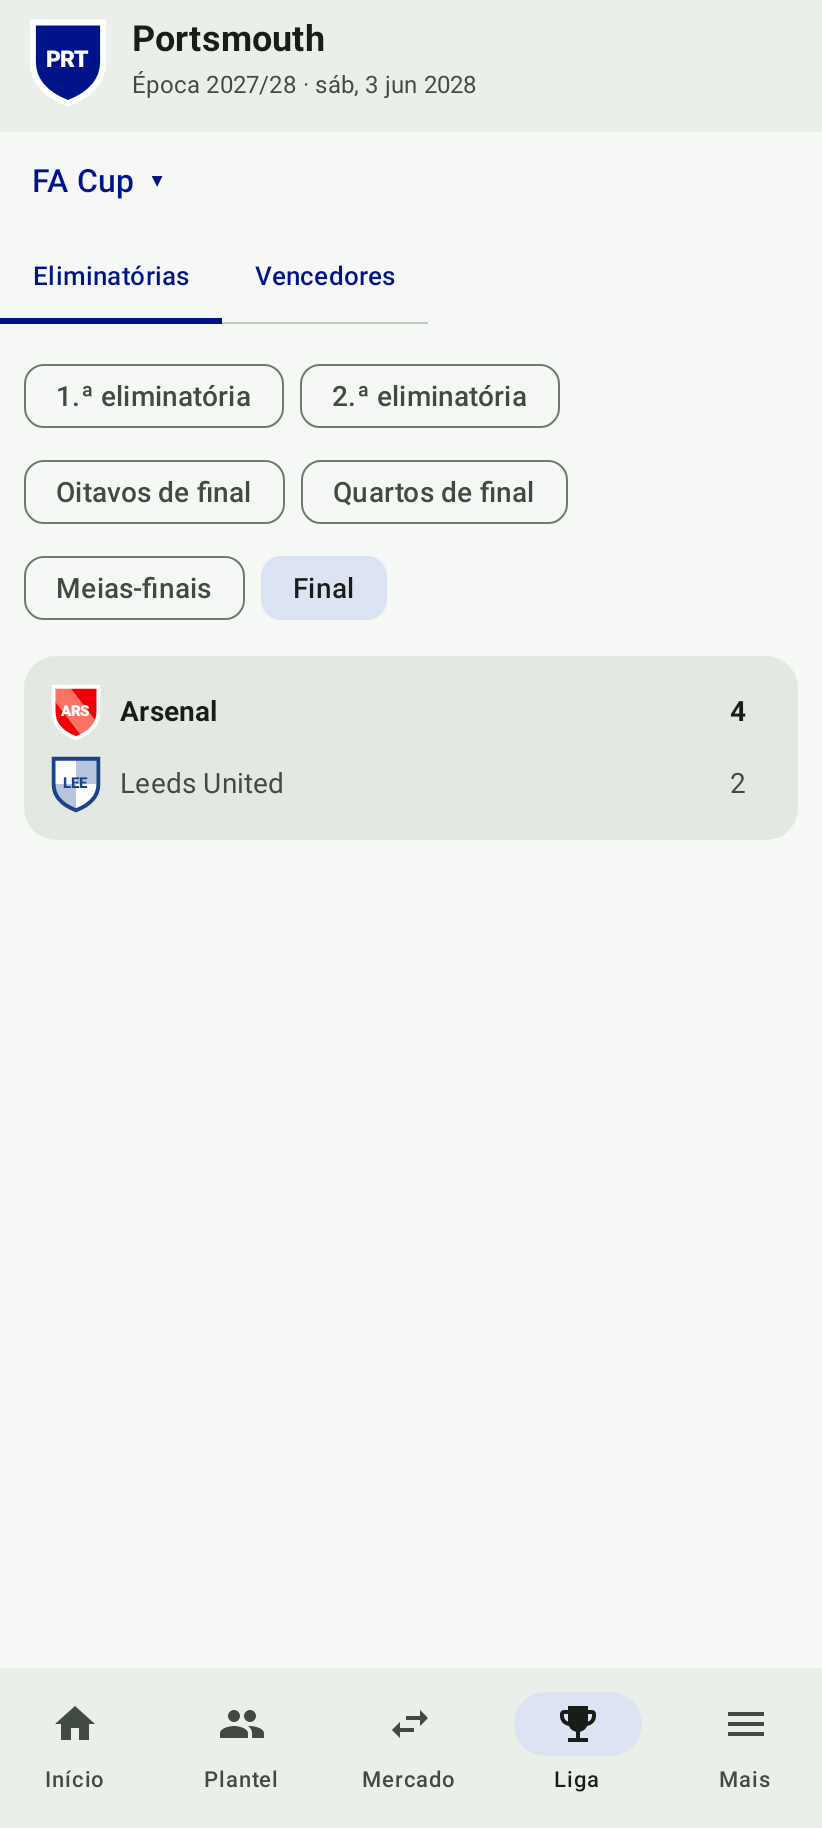 PRT
Portsmouth
Época 2027/28 · sáb, 3 jun 2028
FA Cup ▼
Eliminatórias Vencedores
1.ª eliminatória 2.ª eliminatória
Oitavos de final Quartos de final
Meias-finais Final
ARS Arsenal 4
LEE Leeds United 2
Início Plantel Mercado Liga Mais